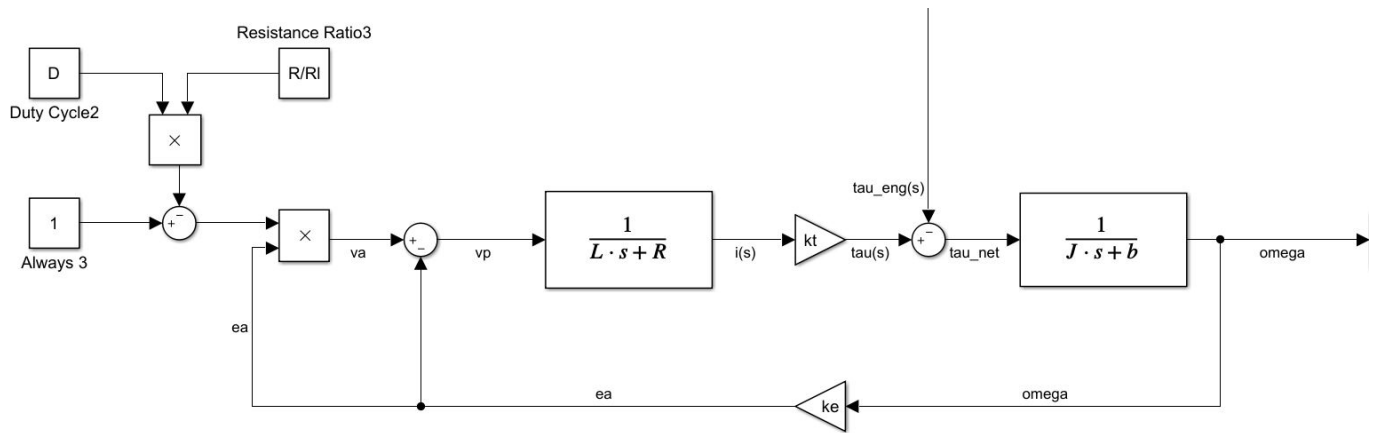 Resistance Ratio3
D
R/Rl
Duty Cycle2
×
tau_eng(s)
1
Always 3
+
−
×
va
+
−
vp
1
L · s + R
i(s)
kt
tau(s)
+
−
tau_net
1
J · s + b
omega
ea
ea
ke
omega